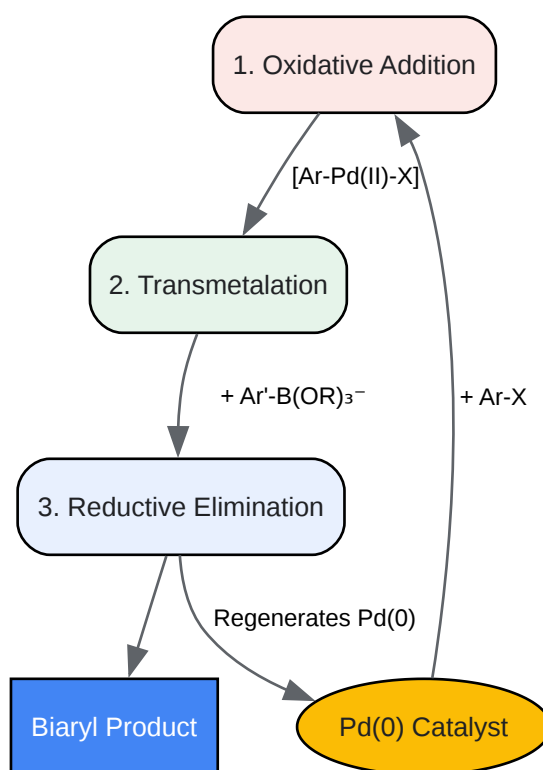 1. Oxidative Addition
[Ar-Pd(II)-X]
2. Transmetalation
+ Ar'-B(OR)₃⁻
+ Ar-X
3. Reductive Elimination
Regenerates Pd(0)
Biaryl Product
Pd(0) Catalyst